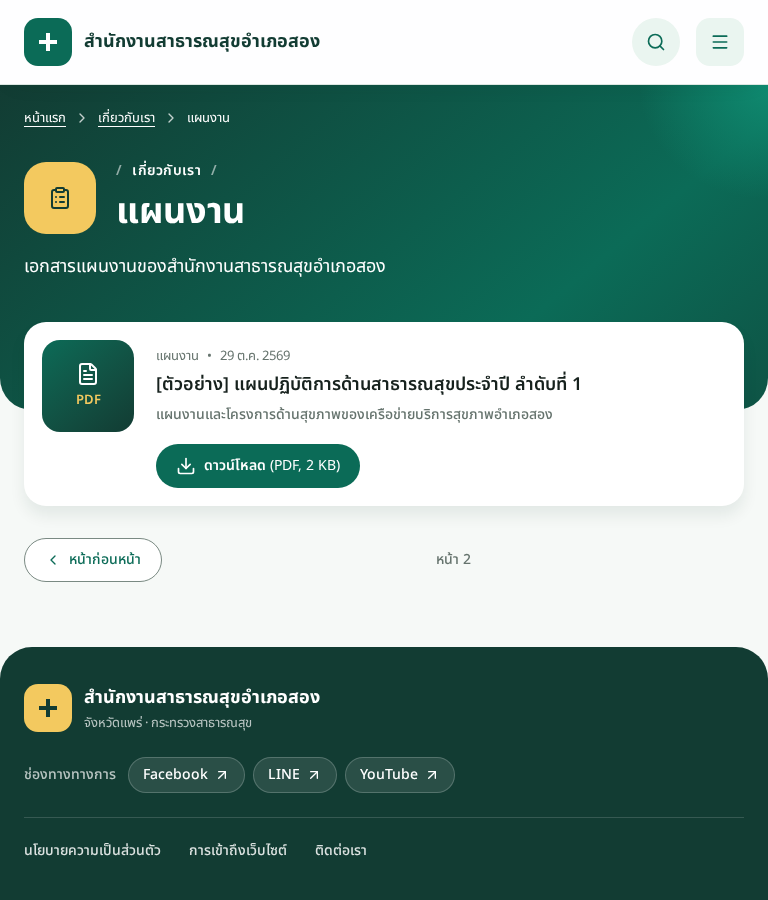 สำนักงานสาธารณสุขอำเภอสอง
หน้าแรก > เกี่ยวกับเรา > แผนงาน
/ เกี่ยวกับเรา /
แผนงาน
เอกสารแผนงานของสำนักงานสาธารณสุขอำเภอสอง
PDF
แผนงาน • 29 ต.ค. 2569
[ตัวอย่าง] แผนปฏิบัติการด้านสาธารณสุขประจำปี ลำดับที่ 1
แผนงานและโครงการด้านสุขภาพของเครือข่ายบริการสุขภาพอำเภอสอง
ดาวน์โหลด (PDF, 2 KB)
หน้าก่อนหน้า
หน้า 2
สำนักงานสาธารณสุขอำเภอสอง
จังหวัดแพร่ · กระทรวงสาธารณสุข
ช่องทางทางการ
Facebook
LINE
YouTube
นโยบายความเป็นส่วนตัว การเข้าถึงเว็บไซต์ ติดต่อเรา